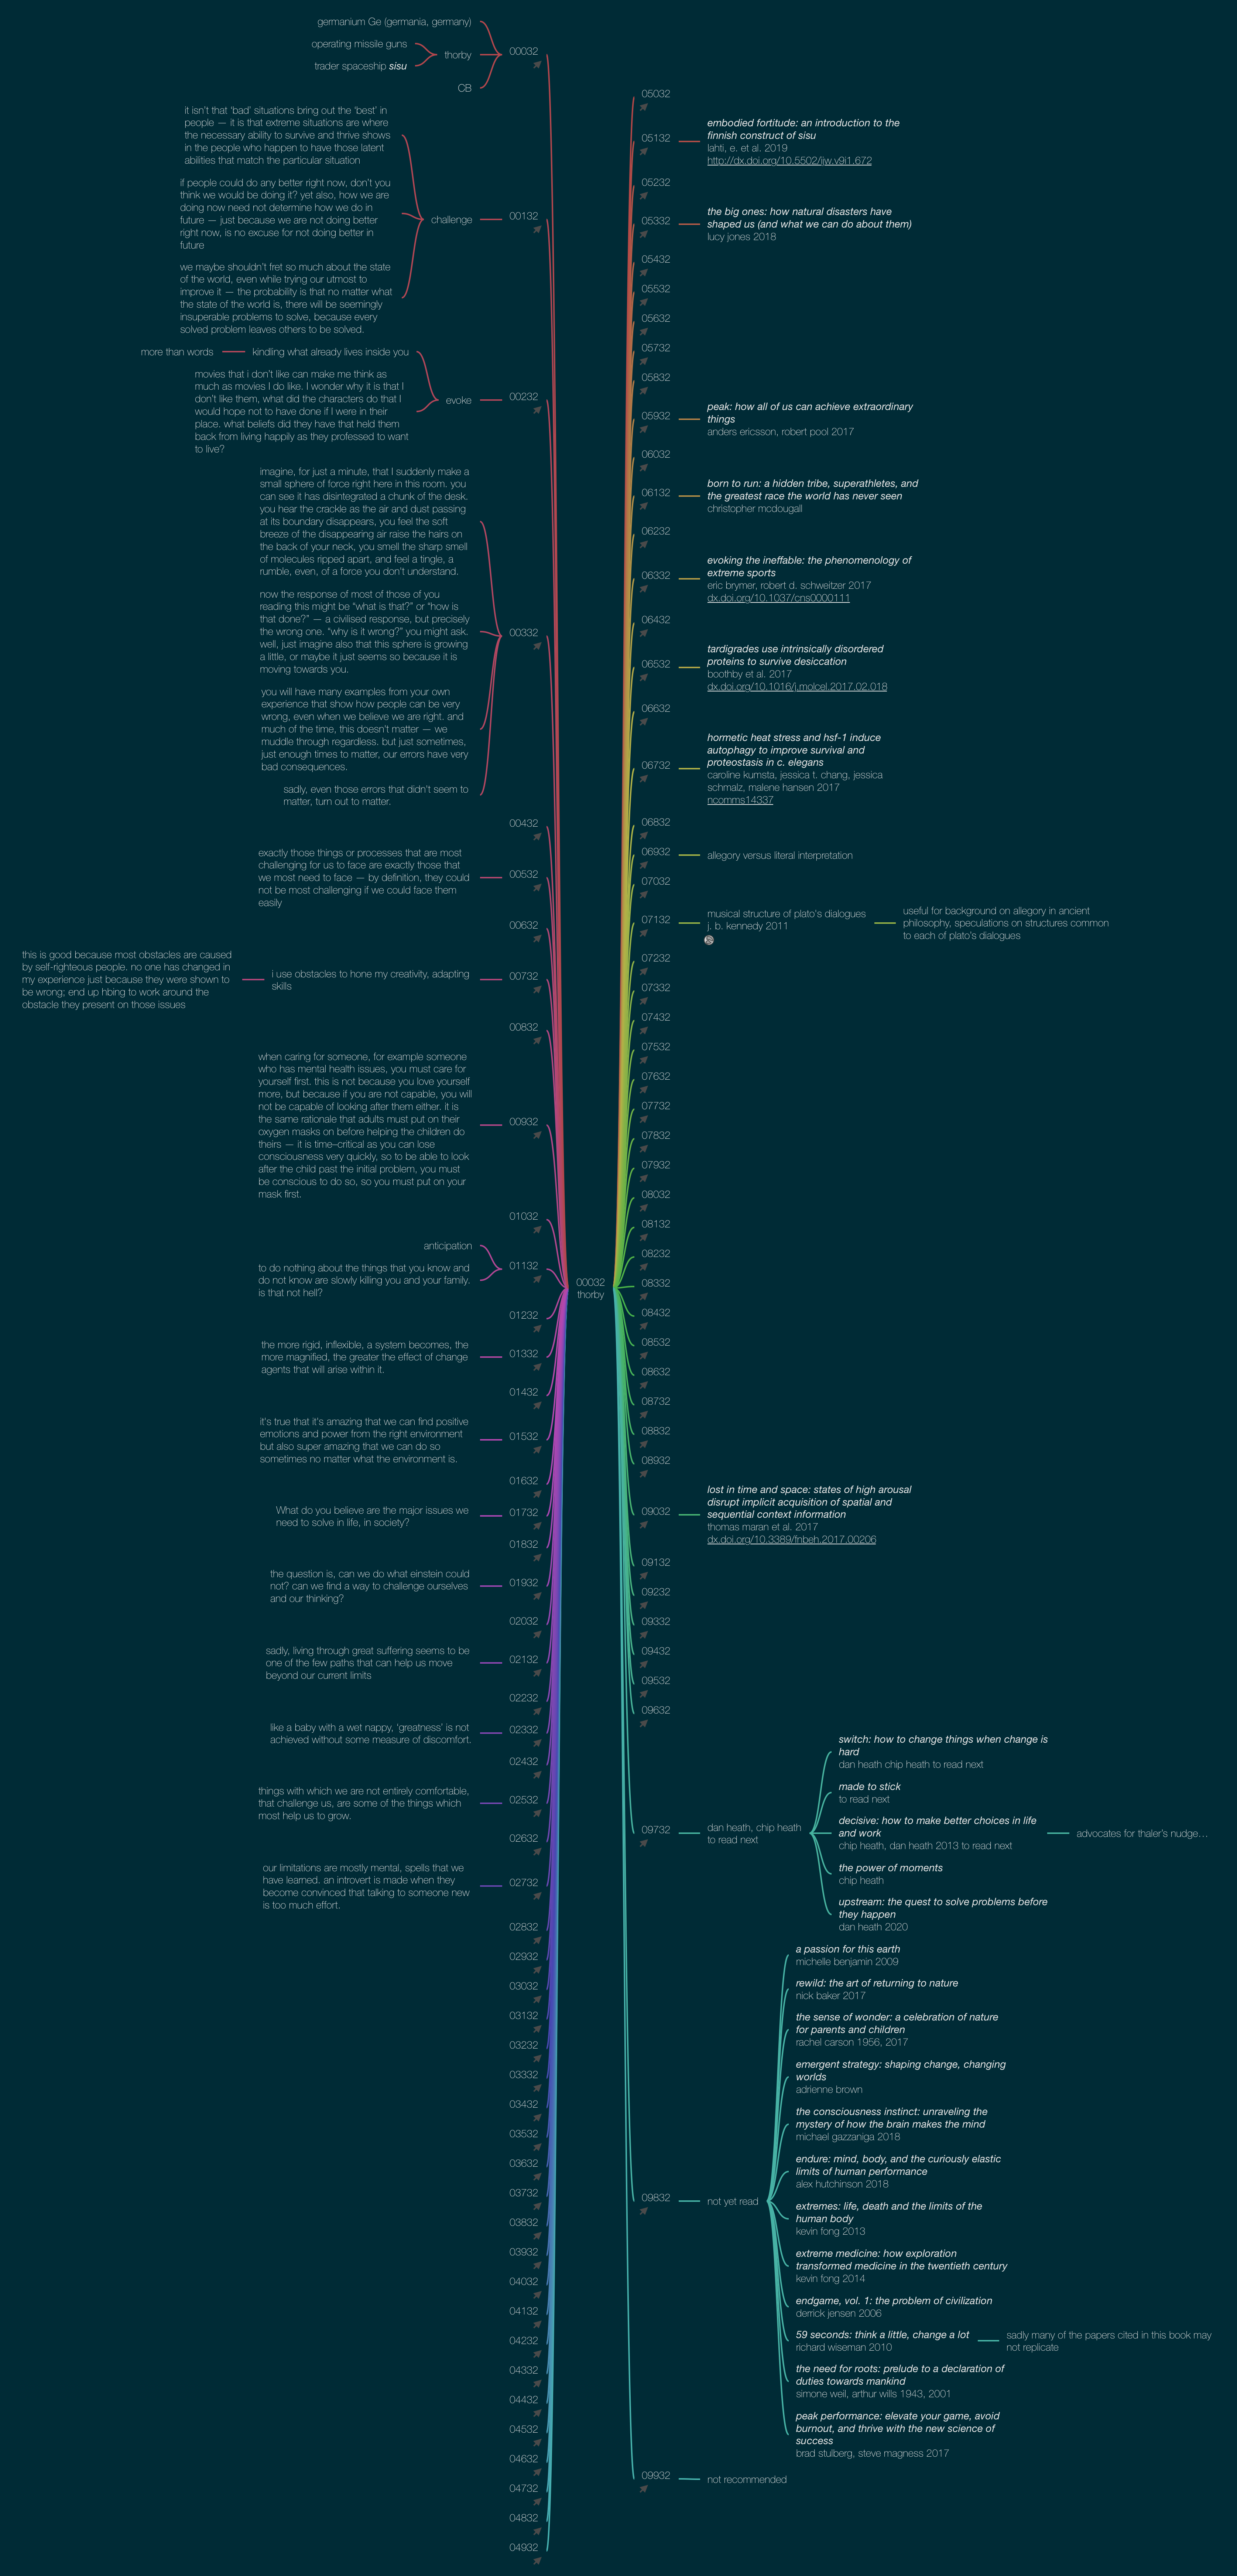 germanium Ge (germania, germany)
operating missile guns
thorby
trader spaceship sisu
CB
00032
it isn't that 'bad' situations bring out the 'best' in
people — it is that extreme situations are where
the necessary ability to survive and thrive shows
in the people who happen to have those latent
abilities that match the particular situation
if people could do any better right now, don't you
think we would be doing it? yet also, how we are
doing now need not determine how we do in
future — just because we are not doing better
right now, is no excuse for not doing better in
future
challenge
00132
we maybe shouldn't fret so much about the state
of the world, even while trying our utmost to
improve it — the probability is that no matter what
the state of the world is, there will be seemingly
insuperable problems to solve, because every
solved problem leaves others to be solved.
more than words
kindling what already lives inside you
movies that i don't like can make me think as
much as movies I do like. I wonder why it is that I
don't like them, what did the characters do that I
would hope not to have done if I were in their
place. what beliefs did they have that held them
back from living happily as they professed to want
to live?
evoke
00232
imagine, for just a minute, that I suddenly make a
small sphere of force right here in this room. you
can see it has disintegrated a chunk of the desk.
you hear the crackle as the air and dust passing
at its boundary disappears, you feel the soft
breeze of the disappearing air raise the hairs on
the back of your neck, you smell the sharp smell
of molecules ripped apart, and feel a tingle, a
rumble, even, of a force you don't understand.
now the response of most of those of you
reading this might be "what is that?" or "how is
that done?" — a civilised response, but precisely
the wrong one. "why is it wrong?" you might ask.
well, just imagine also that this sphere is growing
a little, or maybe it just seems so because it is
moving towards you.
00332
you will have many examples from your own
experience that show how people can be very
wrong, even when we believe we are right. and
much of the time, this doesn't matter — we
muddle through regardless. but just sometimes,
just enough times to matter, our errors have very
bad consequences.
sadly, even those errors that didn't seem to
matter, turn out to matter.
00432
exactly those things or processes that are most
challenging for us to face are exactly those that
we most need to face — by definition, they could
not be most challenging if we could face them
easily
00532
00632
this is good because most obstacles are caused
by self-righteous people. no one has changed in
my experience just because they were shown to
be wrong; end up hbing to work around the
obstacle they present on those issues
i use obstacles to hone my creativity, adapting
skills
00732
00832
when caring for someone, for example someone
who has mental health issues, you must care for
yourself first. this is not because you love yourself
more, but because if you are not capable, you will
not be capable of looking after them either. it is
the same rationale that adults must put on their
oxygen masks on before helping the children do
theirs — it is time–critical as you can lose
consciousness very quickly, so to be able to look
after the child past the initial problem, you must
be conscious to do so, so you must put on your
mask first.
00932
01032
anticipation
to do nothing about the things that you know and
do not know are slowly killing you and your family.
is that not hell?
01132
01232
the more rigid, inflexible, a system becomes, the
more magnified, the greater the effect of change
agents that will arise within it.
01332
01432
it's true that it's amazing that we can find positive
emotions and power from the right environment
but also super amazing that we can do so
sometimes no matter what the environment is.
01532
01632
What do you believe are the major issues we
need to solve in life, in society?
01732
01832
the question is, can we do what einstein could
not? can we find a way to challenge ourselves
and our thinking?
01932
02032
sadly, living through great suffering seems to be
one of the few paths that can help us move
beyond our current limits
02132
02232
like a baby with a wet nappy, 'greatness' is not
achieved without some measure of discomfort.
02332
02432
things with which we are not entirely comfortable,
that challenge us, are some of the things which
most help us to grow.
02532
02632
our limitations are mostly mental, spells that we
have learned. an introvert is made when they
become convinced that talking to someone new
is too much effort.
02732
02832
02932
03032
03132
03232
03332
03432
03532
03632
03732
03832
03932
04032
04132
04232
04332
04432
04532
04632
04732
04832
04932
00032
thorby
05032
05132
embodied fortitude: an introduction to the
finnish construct of sisu
lahti, e. et al. 2019
http://dx.doi.org/10.5502/ijw.v9i1.672
05232
05332
the big ones: how natural disasters have
shaped us (and what we can do about them)
lucy jones 2018
05432
05532
05632
05732
05832
05932
peak: how all of us can achieve extraordinary
things
anders ericsson, robert pool 2017
06032
06132
born to run: a hidden tribe, superathletes, and
the greatest race the world has never seen
christopher mcdougall
06232
06332
evoking the ineffable: the phenomenology of
extreme sports
eric brymer, robert d. schweitzer 2017
dx.doi.org/10.1037/cns0000111
06432
06532
tardigrades use intrinsically disordered
proteins to survive desiccation
boothby et al. 2017
dx.doi.org/10.1016/j.molcel.2017.02.018
06632
06732
hormetic heat stress and hsf-1 induce
autophagy to improve survival and
proteostasis in c. elegans
caroline kumsta, jessica t. chang, jessica
schmalz, malene hansen 2017
ncomms14337
06832
06932
allegory versus literal interpretation
07032
07132
musical structure of plato's dialogues
j. b. kennedy 2011
useful for background on allegory in ancient
philosophy, speculations on structures common
to each of plato's dialogues
07232
07332
07432
07532
07632
07732
07832
07932
08032
08132
08232
08332
08432
08532
08632
08732
08832
08932
09032
lost in time and space: states of high arousal
disrupt implicit acquisition of spatial and
sequential context information
thomas maran et al. 2017
dx.doi.org/10.3389/fnbeh.2017.00206
09132
09232
09332
09432
09532
09632
09732
dan heath, chip heath
to read next
switch: how to change things when change is
hard
dan heath chip heath to read next
made to stick
to read next
decisive: how to make better choices in life
and work
chip heath, dan heath 2013 to read next
advocates for thaler's nudge…
the power of moments
chip heath
upstream: the quest to solve problems before
they happen
dan heath 2020
09832
not yet read
a passion for this earth
michelle benjamin 2009
rewild: the art of returning to nature
nick baker 2017
the sense of wonder: a celebration of nature
for parents and children
rachel carson 1956, 2017
emergent strategy: shaping change, changing
worlds
adrienne brown
the consciousness instinct: unraveling the
mystery of how the brain makes the mind
michael gazzaniga 2018
endure: mind, body, and the curiously elastic
limits of human performance
alex hutchinson 2018
extremes: life, death and the limits of the
human body
kevin fong 2013
extreme medicine: how exploration
transformed medicine in the twentieth century
kevin fong 2014
endgame, vol. 1: the problem of civilization
derrick jensen 2006
59 seconds: think a little, change a lot
richard wiseman 2010
sadly many of the papers cited in this book may
not replicate
the need for roots: prelude to a declaration of
duties towards mankind
simone weil, arthur wills 1943, 2001
peak performance: elevate your game, avoid
burnout, and thrive with the new science of
success
brad stulberg, steve magness 2017
09932
not recommended